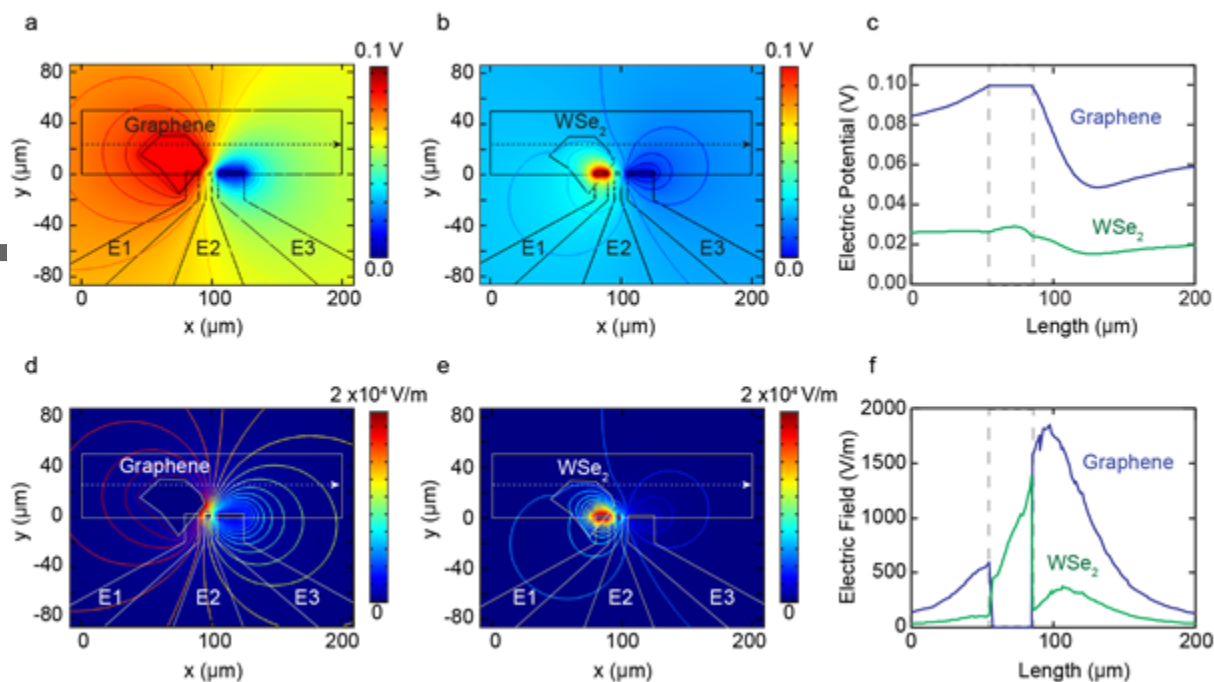 a
0.1 V
80
40
0
-40
-80
y (µm)
Graphene
E1
E2
E3
0.0
0
100
200
x (µm)
b
0.1 V
80
40
0
-40
-80
y (µm)
WSe2
E1
E2
E3
0.0
0
100
200
x (µm)
c
0.10
0.08
0.06
0.04
0.02
0.00
Electric Potential (V)
Graphene
WSe2
0
100
200
Length (µm)
d
2 x10⁴ V/m
80
40
0
-40
-80
y (µm)
Graphene
E1
E2
E3
0
0
100
200
x (µm)
e
2 x10⁴ V/m
80
40
0
-40
-80
y (µm)
WSe2
E1
E2
E3
0
0
100
200
x (µm)
f
2000
1500
1000
500
0
Electric Field (V/m)
Graphene
WSe2
0
100
200
Length (µm)